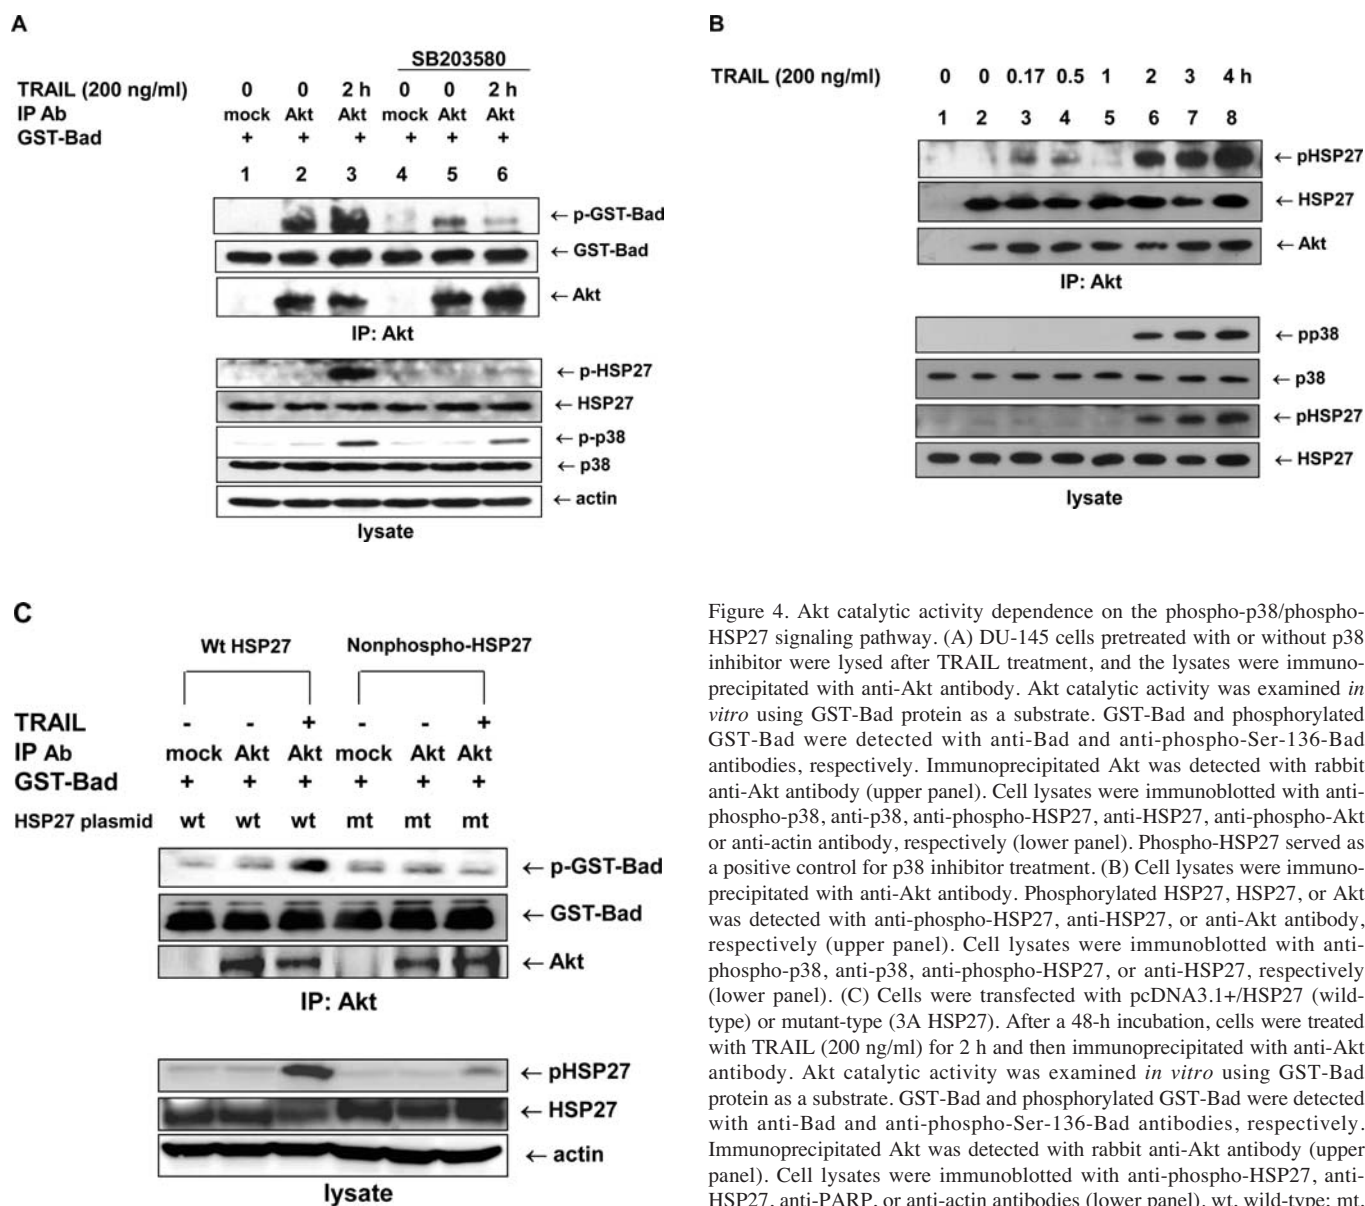 A
SB203580
TRAIL (200 ng/ml) 0 0 2 h 0 0 2 h
IP Ab mock Akt Akt mock Akt Akt
GST-Bad + + + + + +
1 2 3 4 5 6
← p-GST-Bad
← GST-Bad
← Akt
IP: Akt
← p-HSP27
← HSP27
← p-p38
← p38
← actin
lysate
B
TRAIL (200 ng/ml) 0 0 0.17 0.5 1 2 3 4 h
1 2 3 4 5 6 7 8
← pHSP27
← HSP27
← Akt
IP: Akt
← pp38
← p38
← pHSP27
← HSP27
lysate
C
Wt HSP27 Nonphospho-HSP27
TRAIL - - + - - +
IP Ab mock Akt Akt mock Akt Akt
GST-Bad + + + + + +
HSP27 plasmid wt wt wt mt mt mt
← p-GST-Bad
← GST-Bad
← Akt
IP: Akt
← pHSP27
← HSP27
← actin
lysate
Figure 4. Akt catalytic activity dependence on the phospho-p38/phospho-
HSP27 signaling pathway. (A) DU-145 cells pretreated with or without p38
inhibitor were lysed after TRAIL treatment, and the lysates were immuno-
precipitated with anti-Akt antibody. Akt catalytic activity was examined in
vitro using GST-Bad protein as a substrate. GST-Bad and phosphorylated
GST-Bad were detected with anti-Bad and anti-phospho-Ser-136-Bad
antibodies, respectively. Immunoprecipitated Akt was detected with rabbit
anti-Akt antibody (upper panel). Cell lysates were immunoblotted with anti-
phospho-p38, anti-p38, anti-phospho-HSP27, anti-HSP27, anti-phospho-Akt
or anti-actin antibody, respectively (lower panel). Phospho-HSP27 served as
a positive control for p38 inhibitor treatment. (B) Cell lysates were immuno-
precipitated with anti-Akt antibody. Phosphorylated HSP27, HSP27, or Akt
was detected with anti-phospho-HSP27, anti-HSP27, or anti-Akt antibody,
respectively (upper panel). Cell lysates were immunoblotted with anti-
phospho-p38, anti-p38, anti-phospho-HSP27, or anti-HSP27, respectively
(lower panel). (C) Cells were transfected with pcDNA3.1+/HSP27 (wild-
type) or mutant-type (3A HSP27). After a 48-h incubation, cells were treated
with TRAIL (200 ng/ml) for 2 h and then immunoprecipitated with anti-Akt
antibody. Akt catalytic activity was examined in vitro using GST-Bad
protein as a substrate. GST-Bad and phosphorylated GST-Bad were detected
with anti-Bad and anti-phospho-Ser-136-Bad antibodies, respectively.
Immunoprecipitated Akt was detected with rabbit anti-Akt antibody (upper
panel). Cell lysates were immunoblotted with anti-phospho-HSP27, anti-
HSP27, anti-PARP, or anti-actin antibodies (lower panel). wt, wild-type; mt,